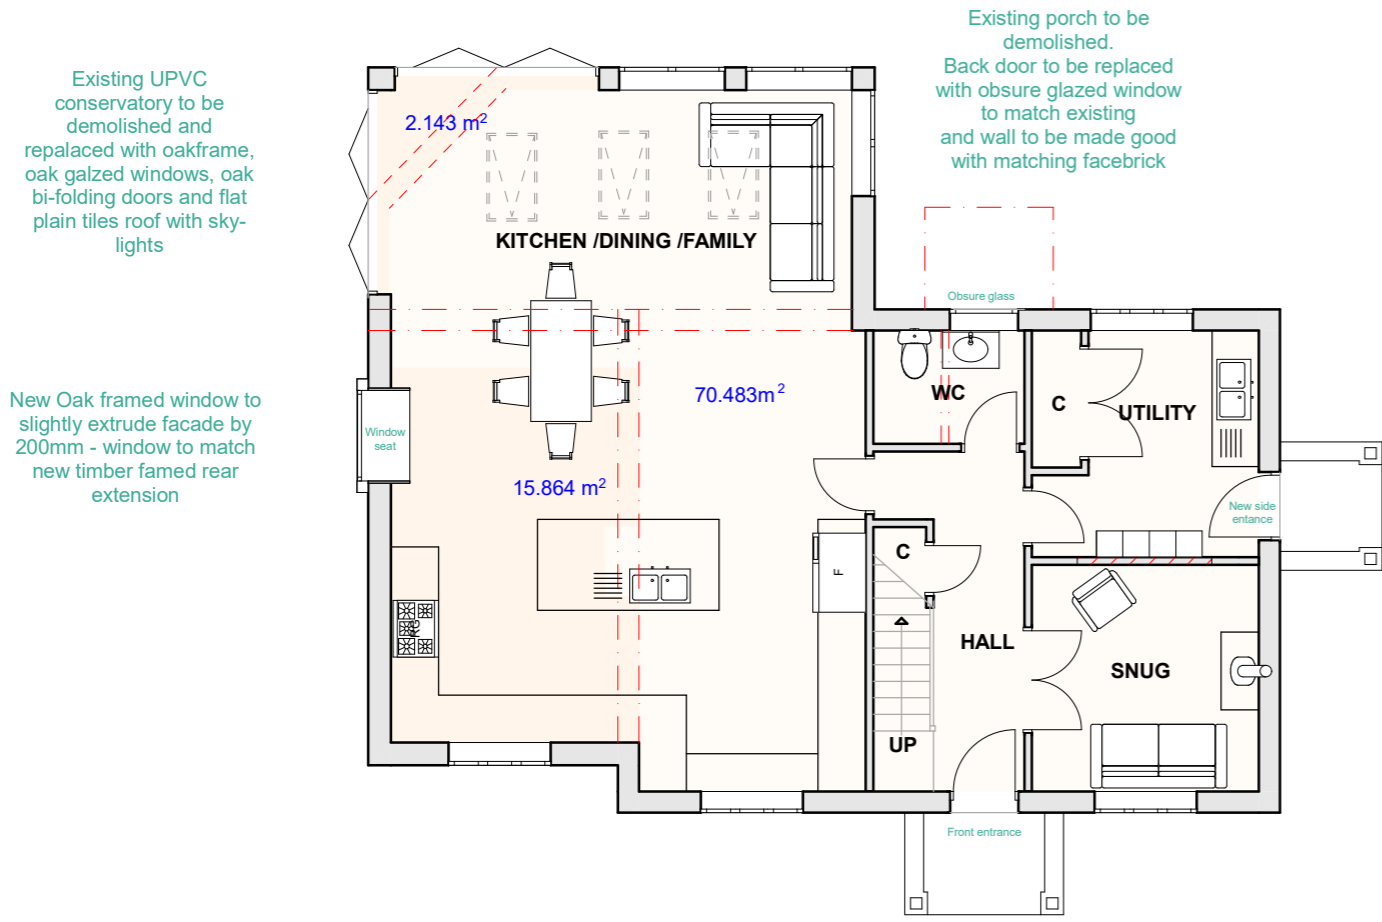 Existing UPVC
conservatory to be
demolished and
repalaced with oakframe,
oak galzed windows, oak
bi-folding doors and flat
plain tiles roof with sky-
lights
New Oak framed window to
slightly extrude facade by
200mm - window to match
new timber famed rear
extension
Existing porch to be
demolished.
Back door to be replaced
with obsure glazed window
to match existing
and wall to be made good
with matching facebrick
2.143 m²
KITCHEN /DINING /FAMILY
Obsure glass
70.483m²
WC
C
UTILITY
Window
seat
15.864 m²
New side
entance
C
F
RG
HALL
SNUG
UP
Front entrance